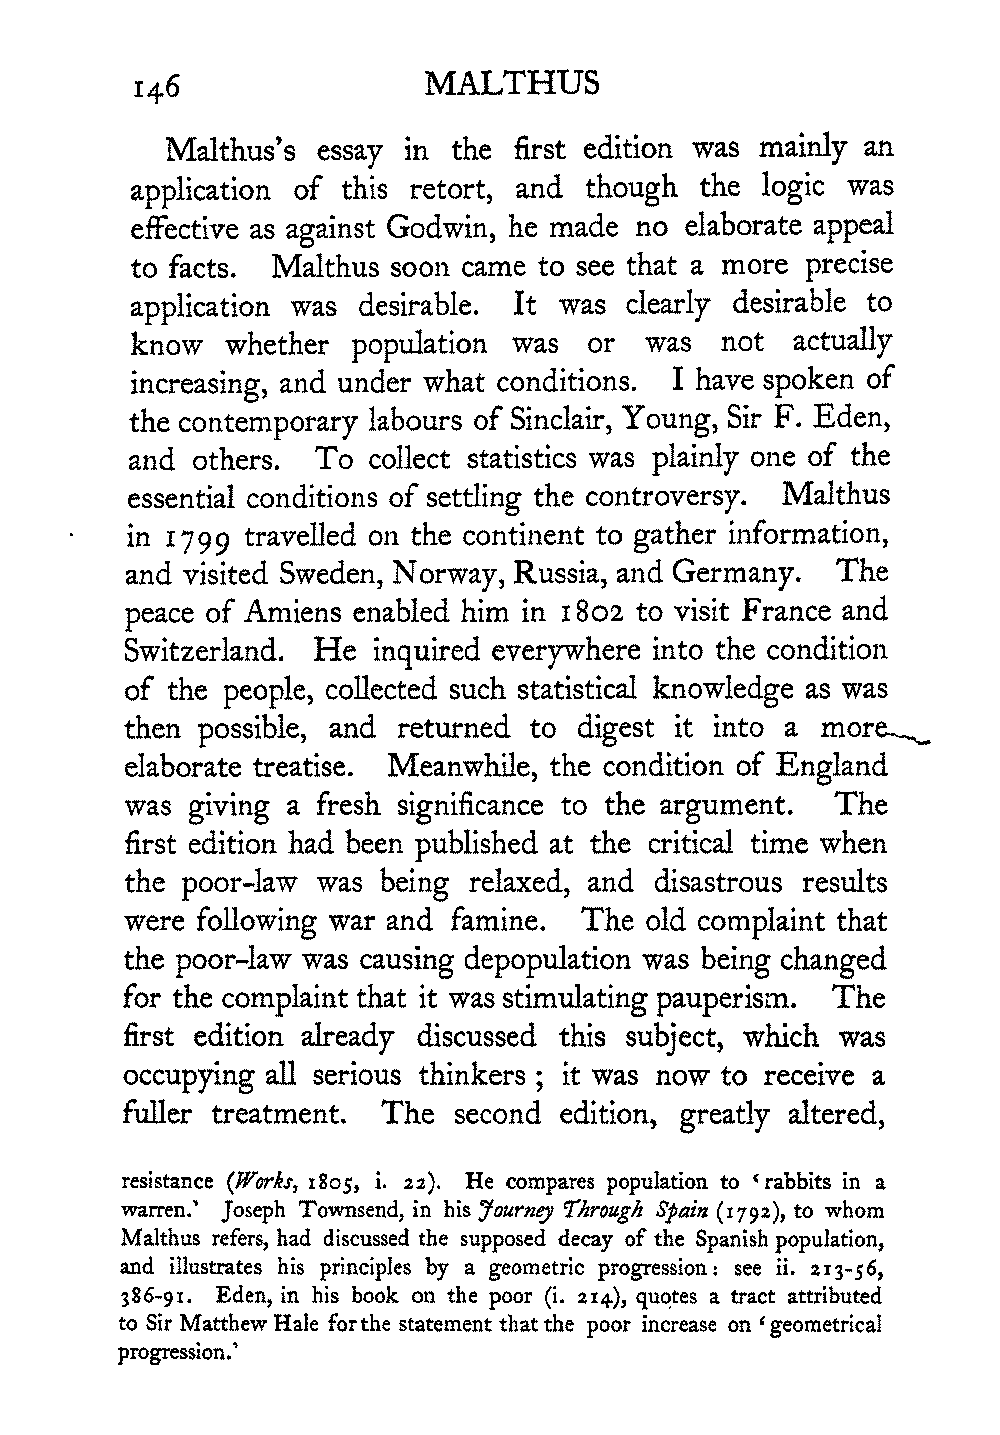 146 MALTHUS
Malthus's essay in the first edition was mainly an
application of this retort, and though the logic was
effective as against Godwin, he made no elaborate appeal
to facts. Malthus soon came to see that a more precise
application was desirable. It was clearly desirable to
know whether population was or was not actually
increasing, and under what conditions. I have spoken of
the contemporary labours of Sinclair, Young, Sir F. Eden,
and others. To collect statistics was plainly one of the
essential conditions of settling the controversy. Malthus
in 1799 travelled on the continent to gather information,
and visited Sweden, Norway, Russia, and Germany. The
peace of Amiens enabled him in 1802 to visit France and
Switzerland. He inquired everywhere into the condition
of the people, collected such statistical knowledge as was
then possible, and returned to digest it into a more
elaborate treatise. Meanwhile, the condition of England
was giving a fresh significance to the argument. The
first edition had been published at the critical time when
the poor-law was being relaxed, and disastrous results
were following war and famine. The old complaint that
the poor-law was causing depopulation was being changed
for the complaint that it was stimulating pauperism. The
first edition already discussed this subject, which was
occupying all serious thinkers ; it was now to receive a
fuller treatment. The second edition, greatly altered,
resistance (Works, 1805, i. 22). He compares population to ‘rabbits in a
warren.’ Joseph Townsend, in his Journey Through Spain (1792), to whom
Malthus refers, had discussed the supposed decay of the Spanish population,
and illustrates his principles by a geometric progression: see ii. 213-56,
386-91. Eden, in his book on the poor (i. 214), quotes a tract attributed
to Sir Matthew Hale for the statement that the poor increase on ‘geometrical
progression.’